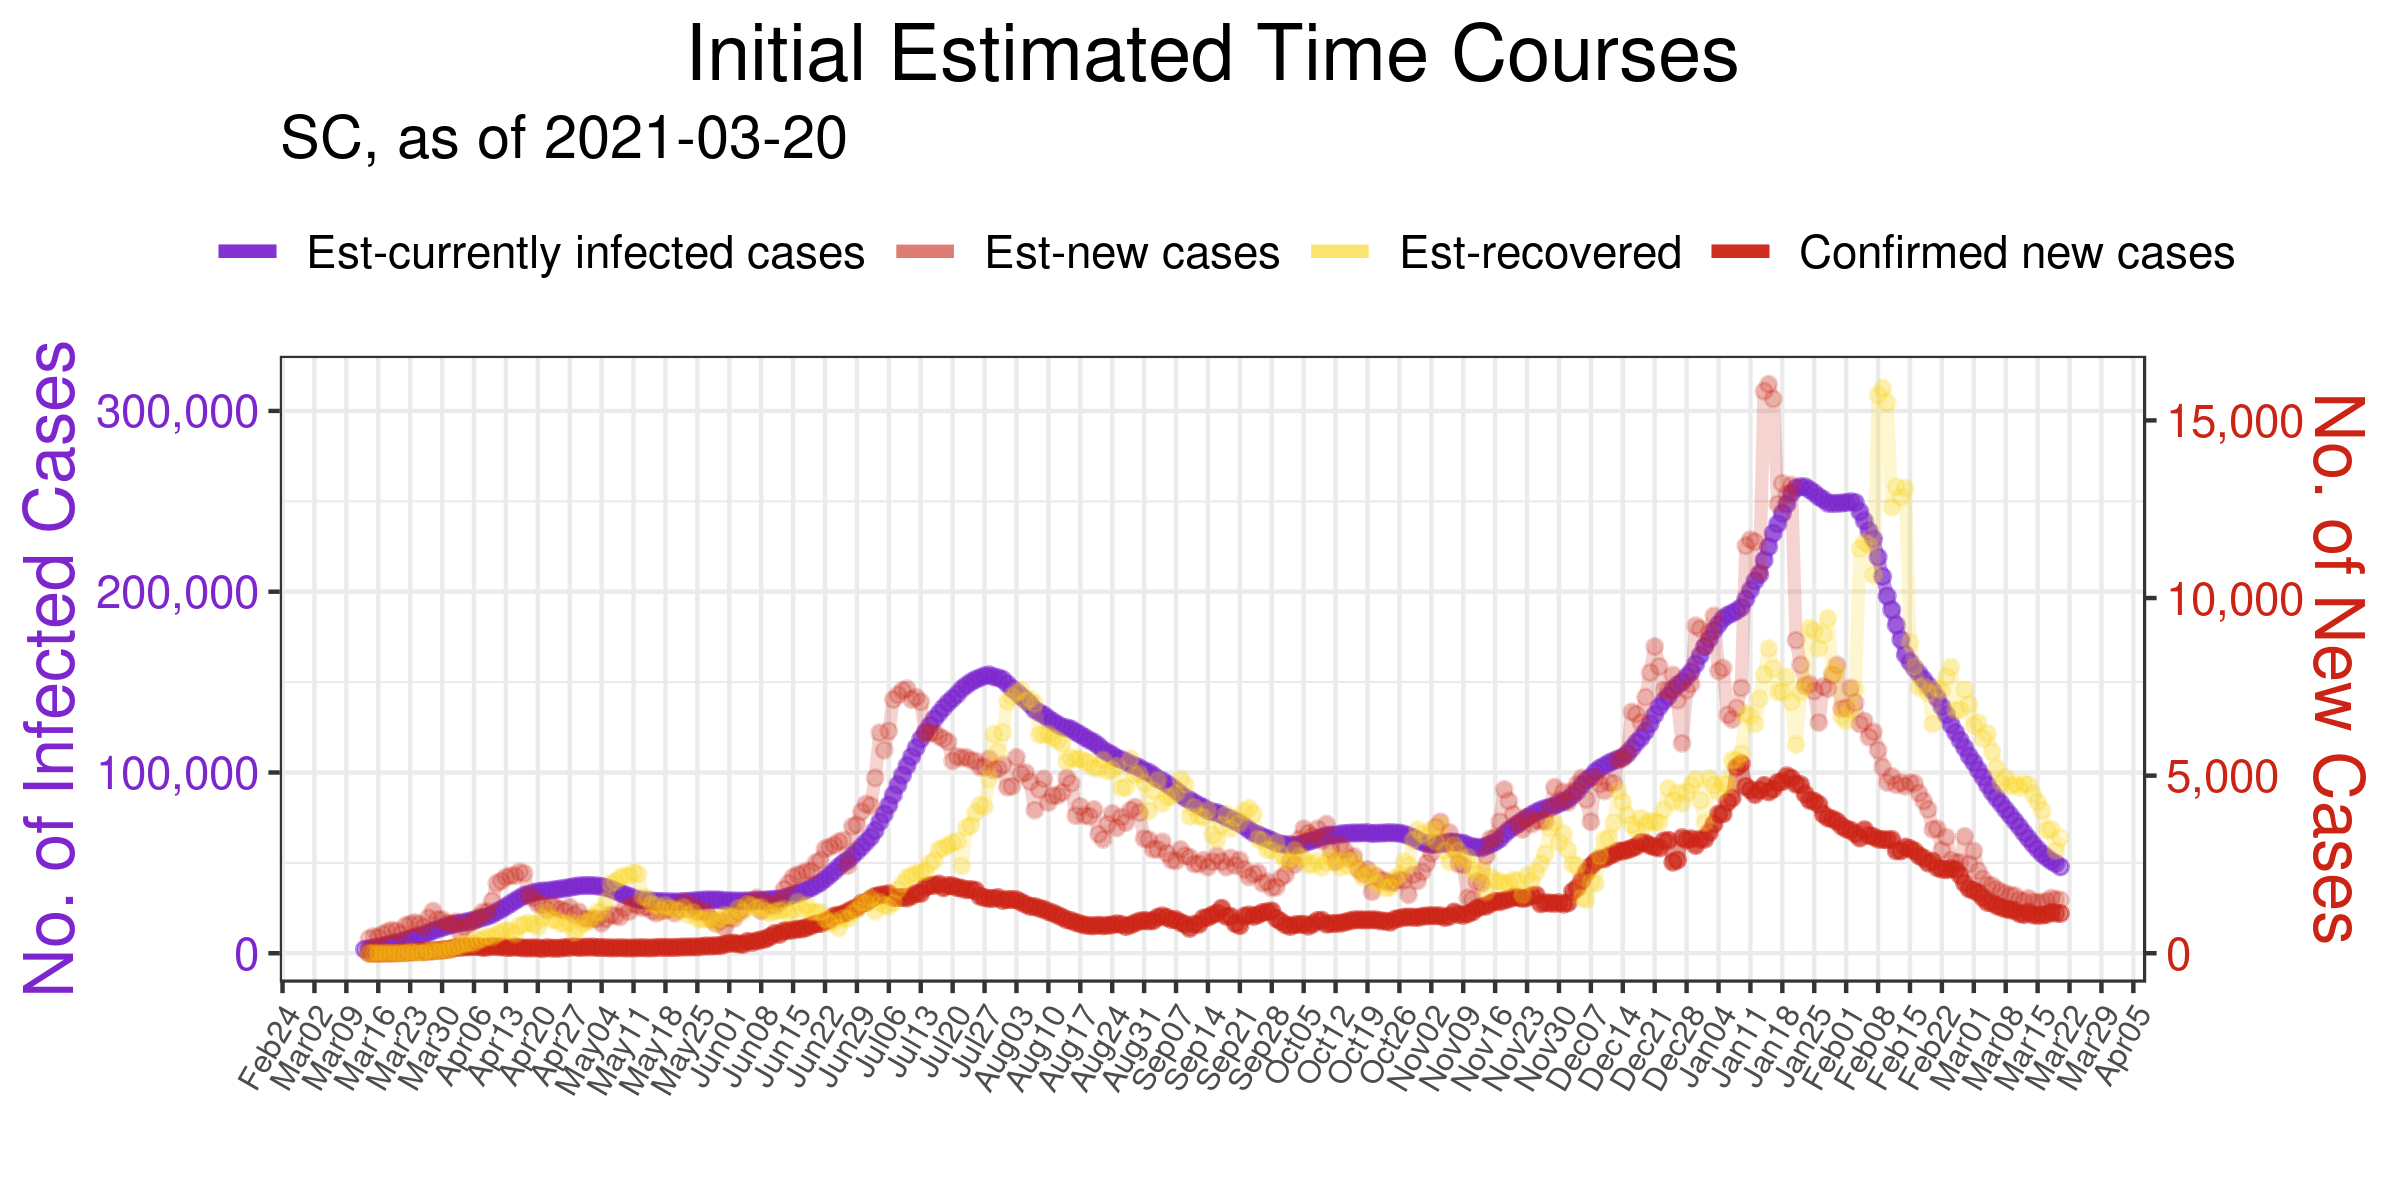 Initial Estimated Time Courses
SC, as of 2021-03-20
Est-currently infected cases Est-new cases Est-recovered Confirmed new cases
No. of Infected Cases
300,000
200,000
100,000
0
15,000
10,000
5,000
0
No. of New Cases
Feb24 Mar02 Mar09 Mar16 Mar23 Mar30 Apr06 Apr13 Apr20 Apr27 May04 May11 May18 May25 Jun01 Jun08 Jun15 Jun22 Jun29 Jul06 Jul13 Jul20 Jul27 Aug03 Aug10 Aug17 Aug24 Aug31 Sep07 Sep14 Sep21 Sep28 Oct05 Oct12 Oct19 Oct26 Nov02 Nov09 Nov16 Nov23 Nov30 Dec07 Dec14 Dec21 Dec28 Jan04 Jan11 Jan18 Jan25 Feb01 Feb08 Feb15 Feb22 Mar01 Mar08 Mar15 Mar22 Mar29 Apr05